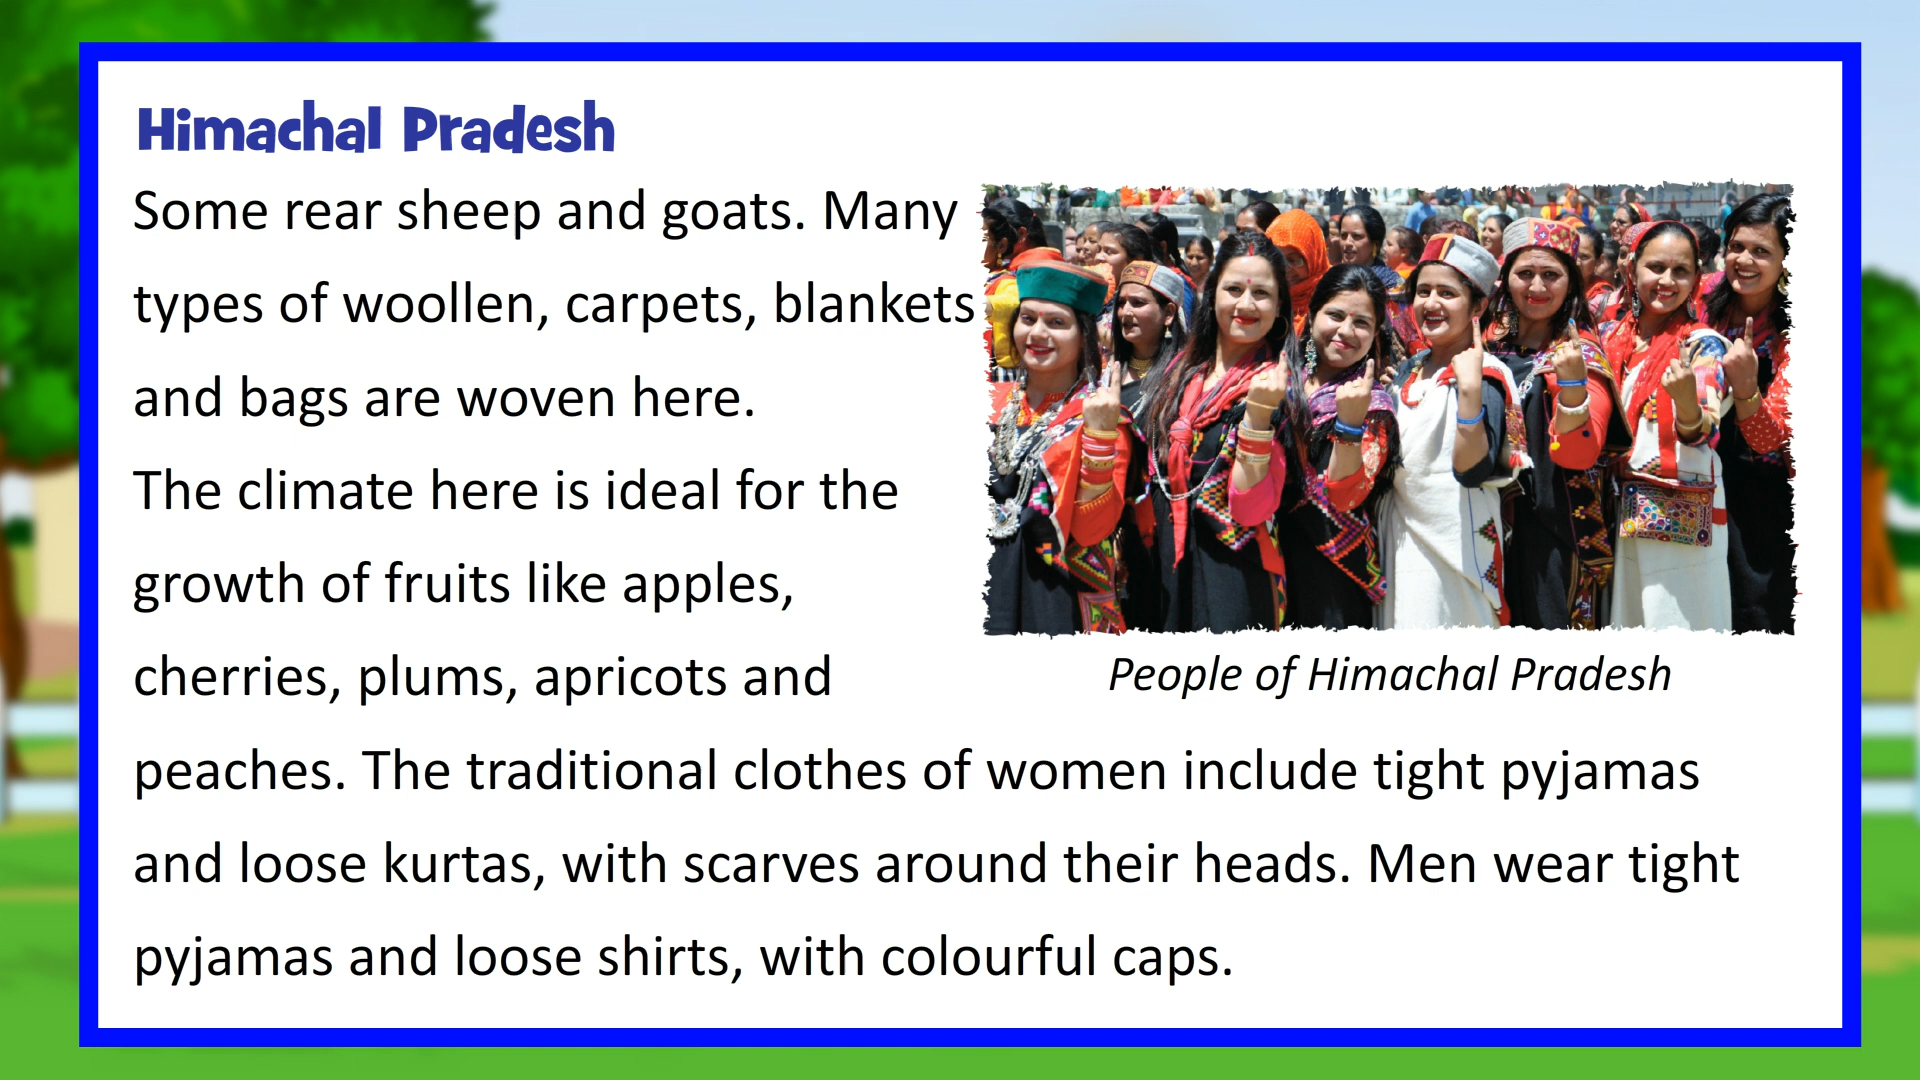 Himachal Pradesh
Some rear sheep and goats. Many
types of woollen, carpets, blankets
and bags are woven here.
The climate here is ideal for the
growth of fruits like apples,
cherries, plums, apricots and
People of Himachal Pradesh
peaches. The traditional clothes of women include tight pyjamas
and loose kurtas, with scarves around their heads. Men wear tight
pyjamas and loose shirts, with colourful caps.